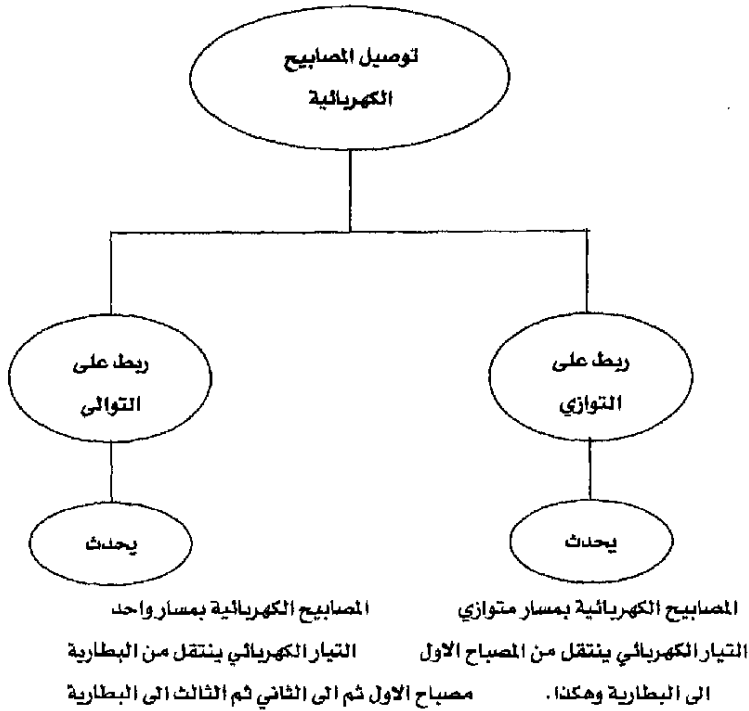 توصيل المصابيح
الكهربائية
ربط على
التوازي
ربط على
التوالي
يحدث
يحدث
المصابيح الكهربائية بمسار متوازي
التيار الكهربائي ينتقل من المصباح الاول
الى البطارية وهكذا.
المصابيح الكهربائية بمسار واحد
التيار الكهربائي ينتقل من البطارية
مصباح الاول ثم الى الثاني ثم الثالث الى البطارية